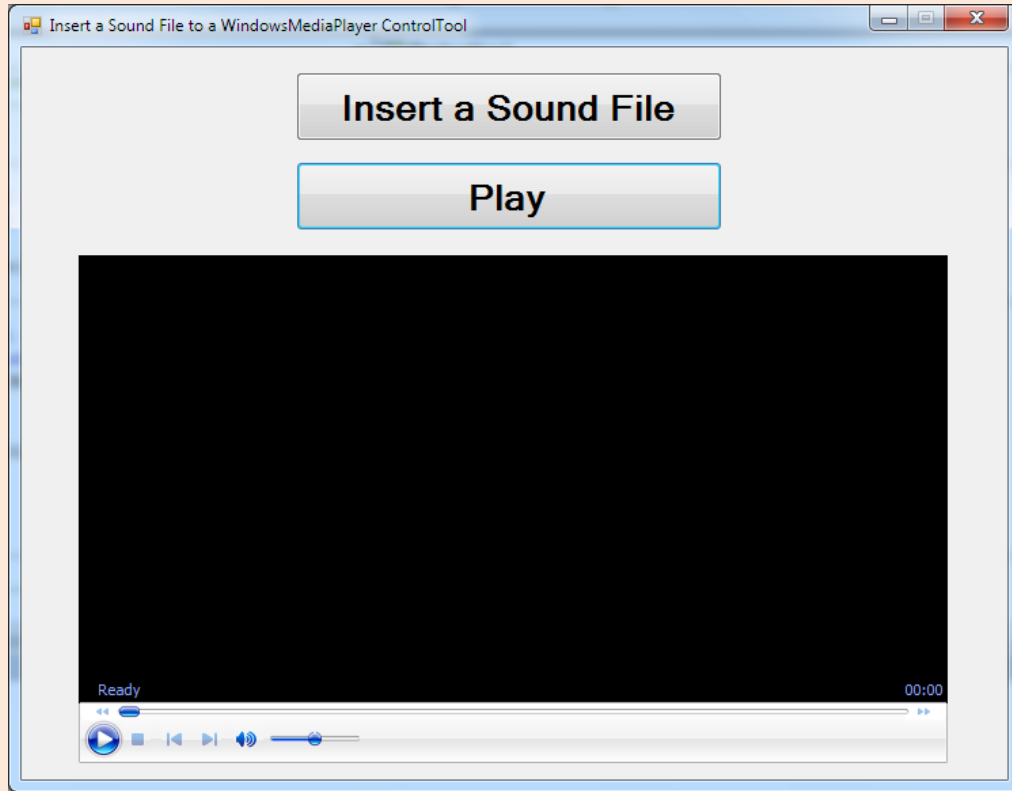 Insert a Sound File to a WindowsMediaPlayer ControlTool
Insert a Sound File
Play
Ready 00:00